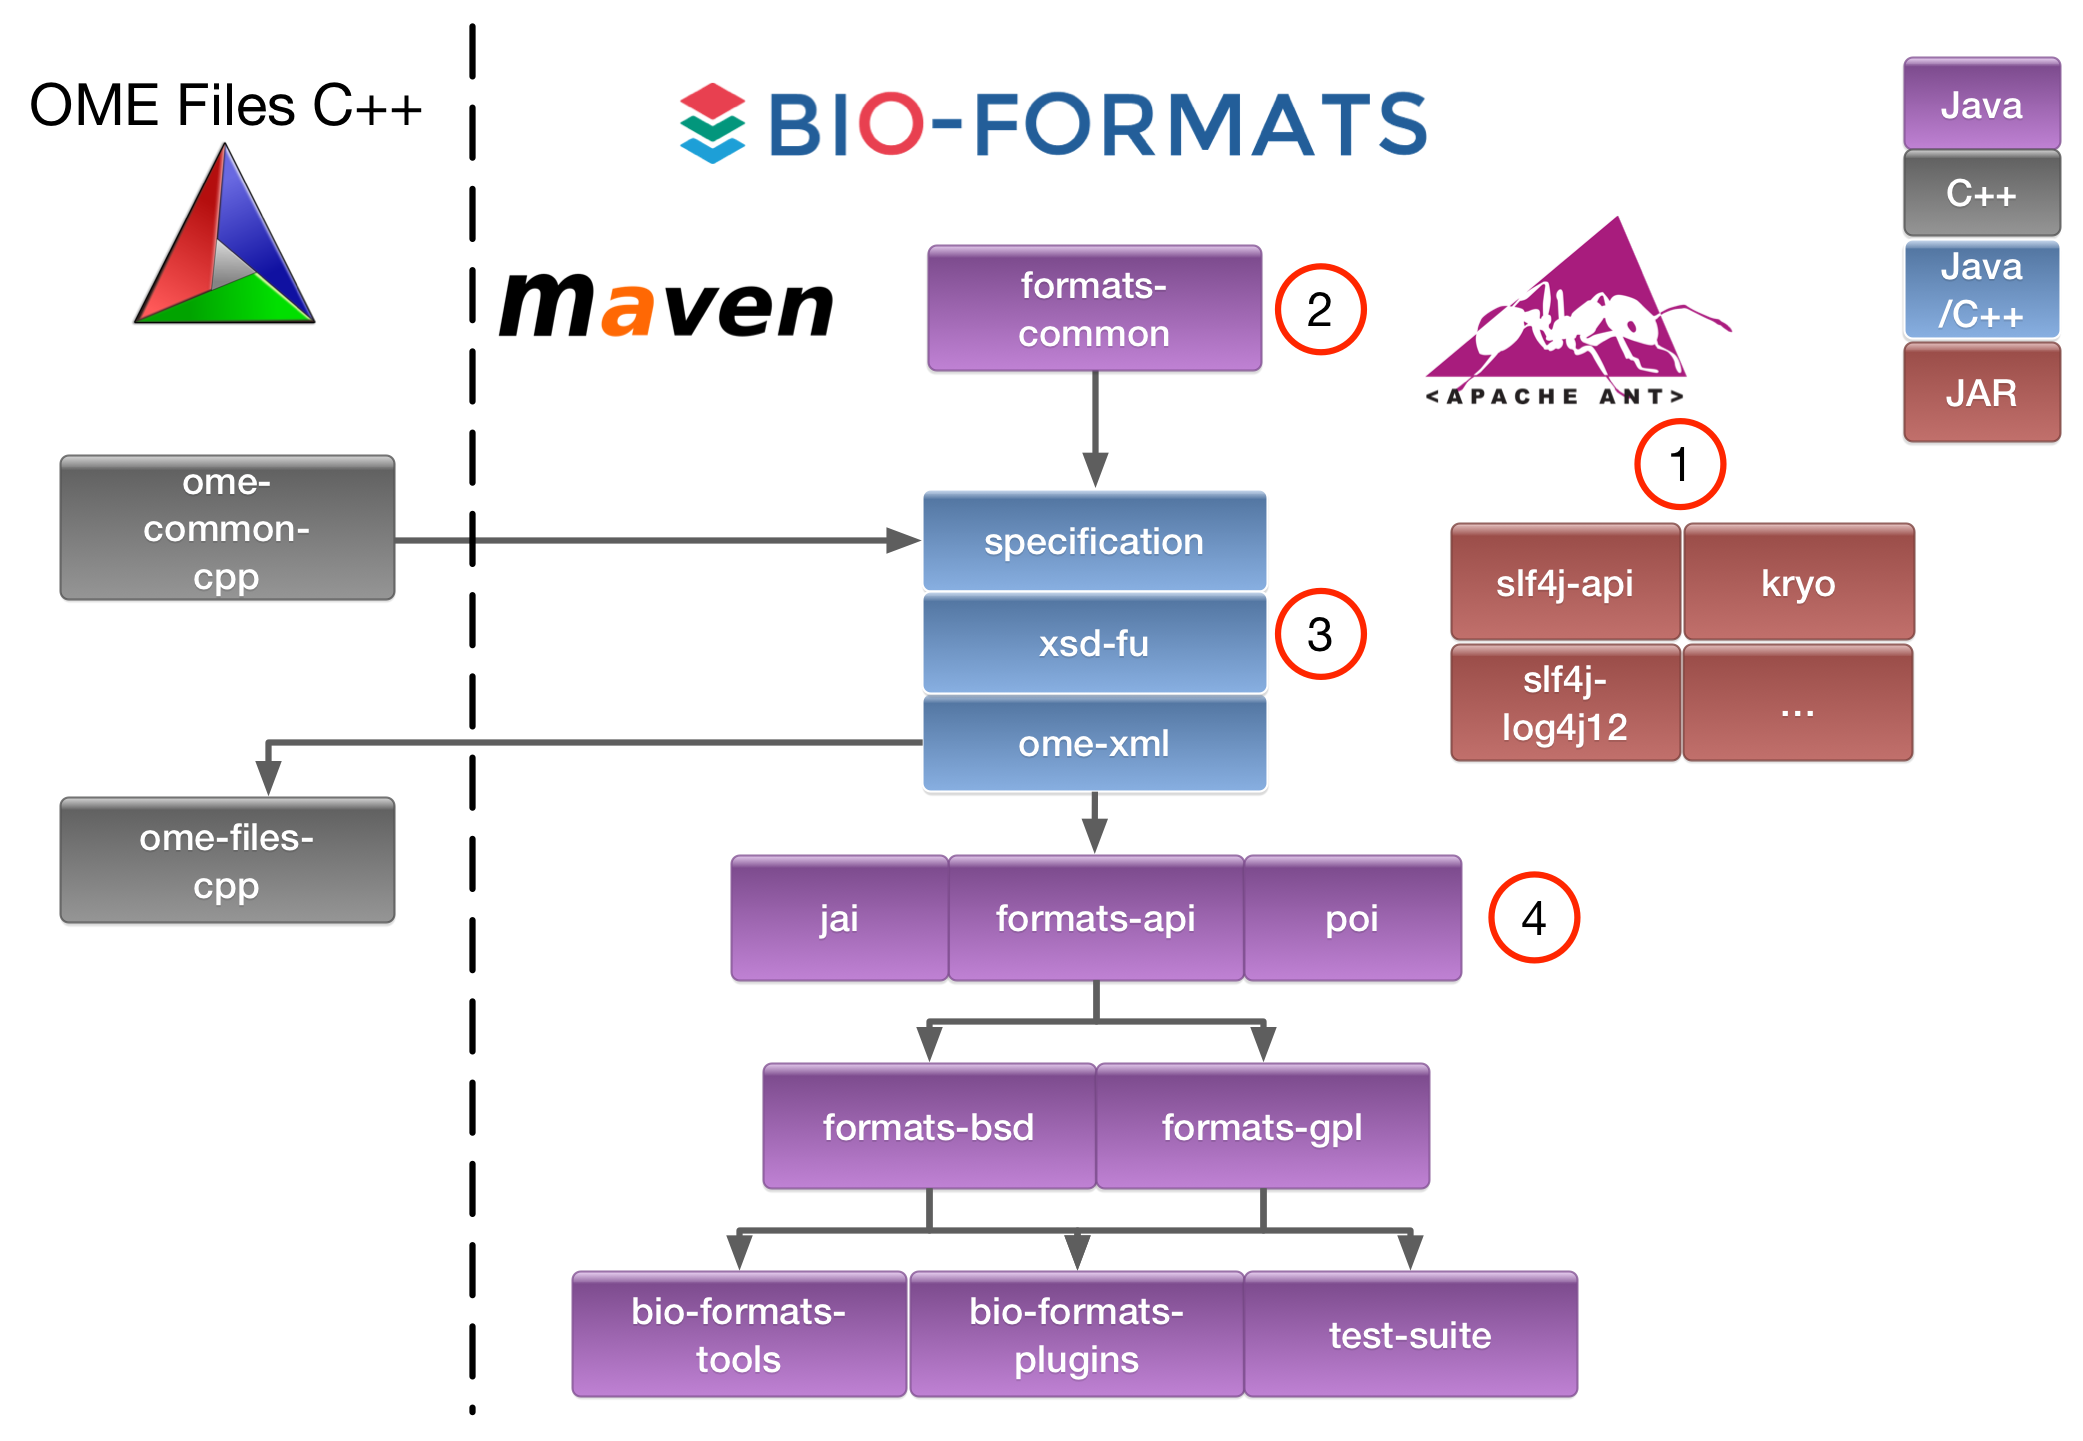 OME Files C++
BIO-FORMATS
maven
<APACHE ANT>
Java
C++
Java
/C++
JAR
formats-
common
2
1
ome-
common-
cpp
specification
xsd-fu
ome-xml
3
slf4j-api
kryo
slf4j-
log4j12
...
ome-files-
cpp
jai
formats-api
poi
4
formats-bsd
formats-gpl
bio-formats-
tools
bio-formats-
plugins
test-suite